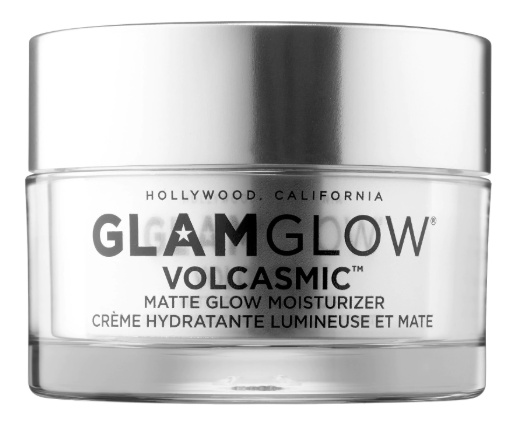 HOLLYWOOD, CALIFORNIA
GLAMGLOW®
VOLCASMIC™
MATTE GLOW MOISTURIZER
CRÈME HYDRATANTE LUMINEUSE ET MATE